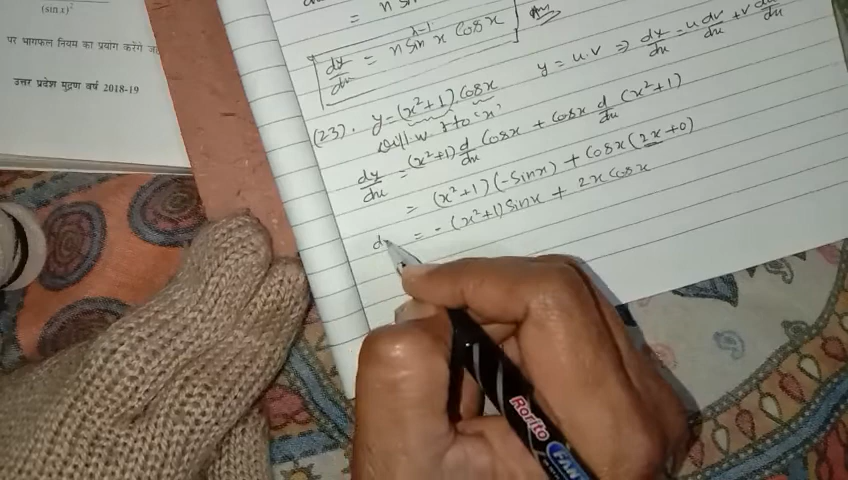 (sin x)²
पर भागफल नियम का प्रयोग करेंगे
उत्तर प्रदेश मुद्रण वर्ष 2018-19
= n sin
dy/dx = n sin^(n-1) x cos x Ans
(23). y = (x²+1).cos x
y = u.v ⇒ dy/dx = u dv/dx + v du/dx
diff w r to 'x'
dy/dx = (x²+1) d/dx cos x + cos x d/dx (x²+1)
= (x²+1)(-sin x) + cos x (2x+0)
= -(x²+1) sin x + 2x cos x
Rorito